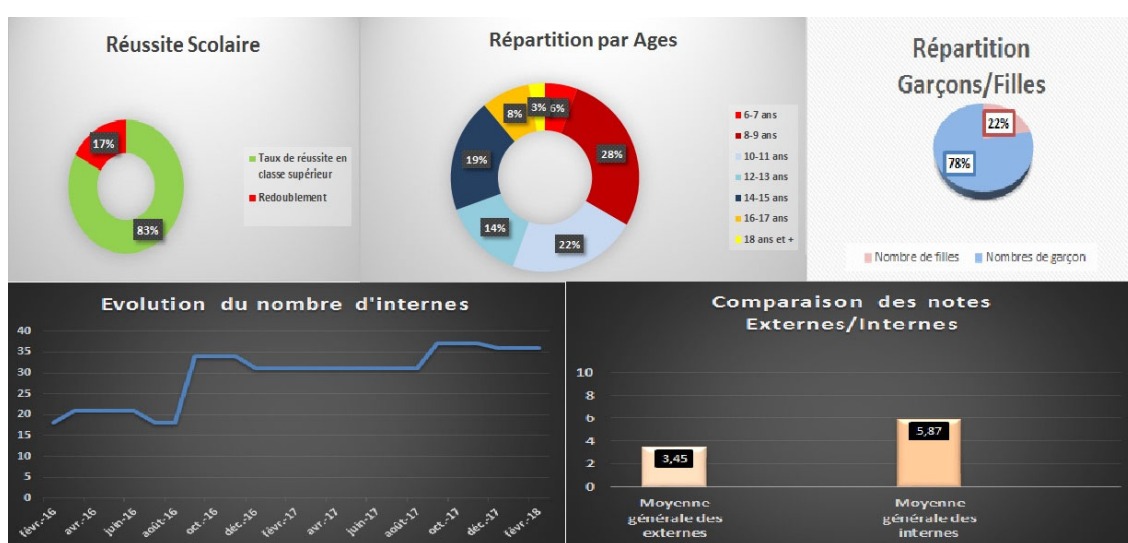 Réussite Scolaire
17%
83%
Taux de réussite en
classe supérieur
Redoublement
Répartition par Ages
3%
6%
8%
28%
19%
14%
22%
6-7 ans
8-9 ans
10-11 ans
12-13 ans
14-15 ans
16-17 ans
18 ans et +
Répartition
Garçons/Filles
22%
78%
Nombre de filles
Nombres de garçon
Evolution du nombre d'internes
40
35
30
25
20
15
10
5
0
févr.-16
avr.-16
juin-16
août-16
oct.-16
déc.-16
févr.-17
avr.-17
juin-17
août-17
oct.-17
déc.-17
févr.-18
Comparaison des notes
Externes/Internes
10
8
6
4
2
0
3,45
5,87
Moyenne
générale des
externes
Moyenne
générale des
internes